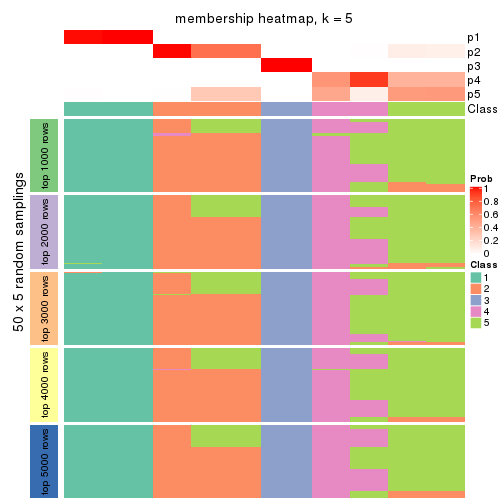 membership heatmap, k = 5
p1
p2
p3
p4
p5
Class
50 x 5 random samplings
top 1000 rows
top 2000 rows
top 3000 rows
top 4000 rows
top 5000 rows
Prob
1
0.8
0.6
0.4
0.2
0
Class
1
2
3
4
5